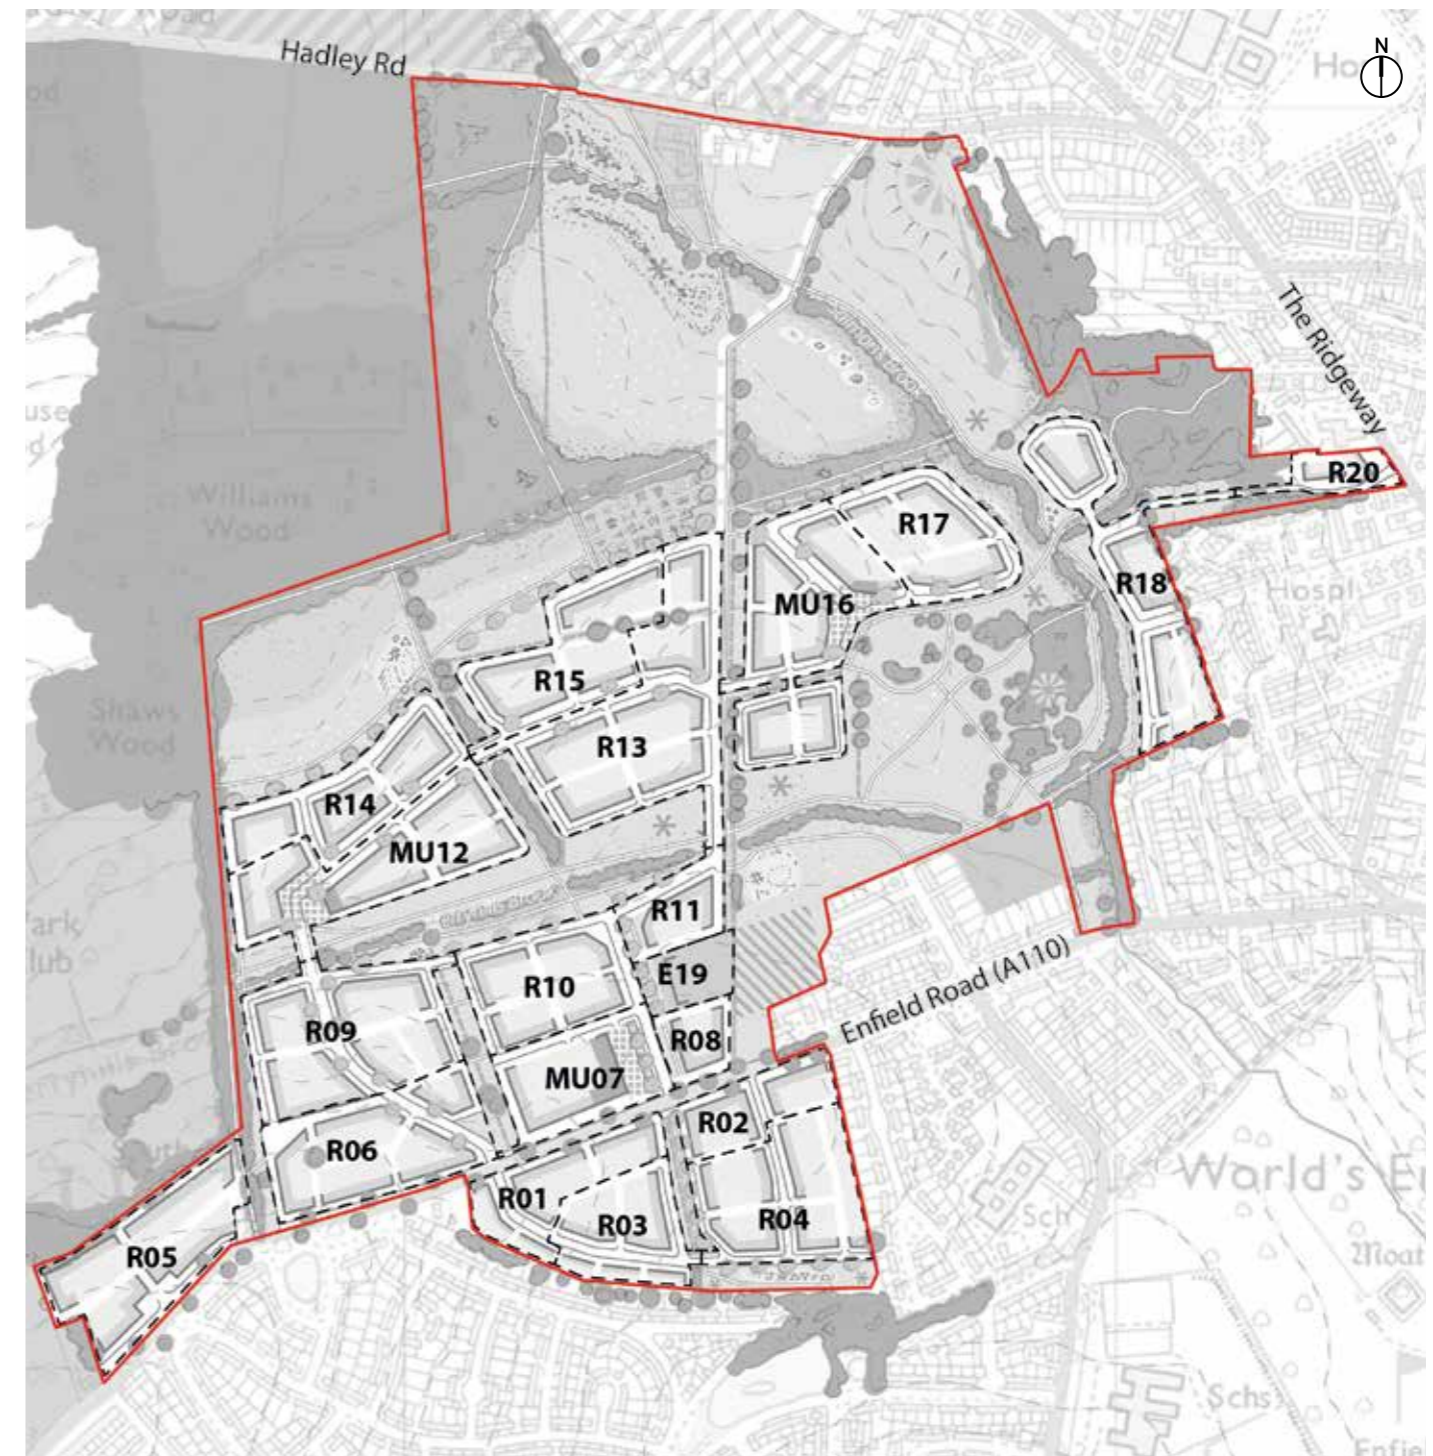 N
Hadley Rd
The Ridgeway
R20
R17
R18
Hospl
MU16
Williams
Wood
R15
Shaws
Wood
R13
R14
MU12
R11
E19
R10
Enfield Road (A110)
R09
R08
MU07
R02
R06
World's E
R01
R03
R04
Sch
R05
Moat
Schs
Enfie